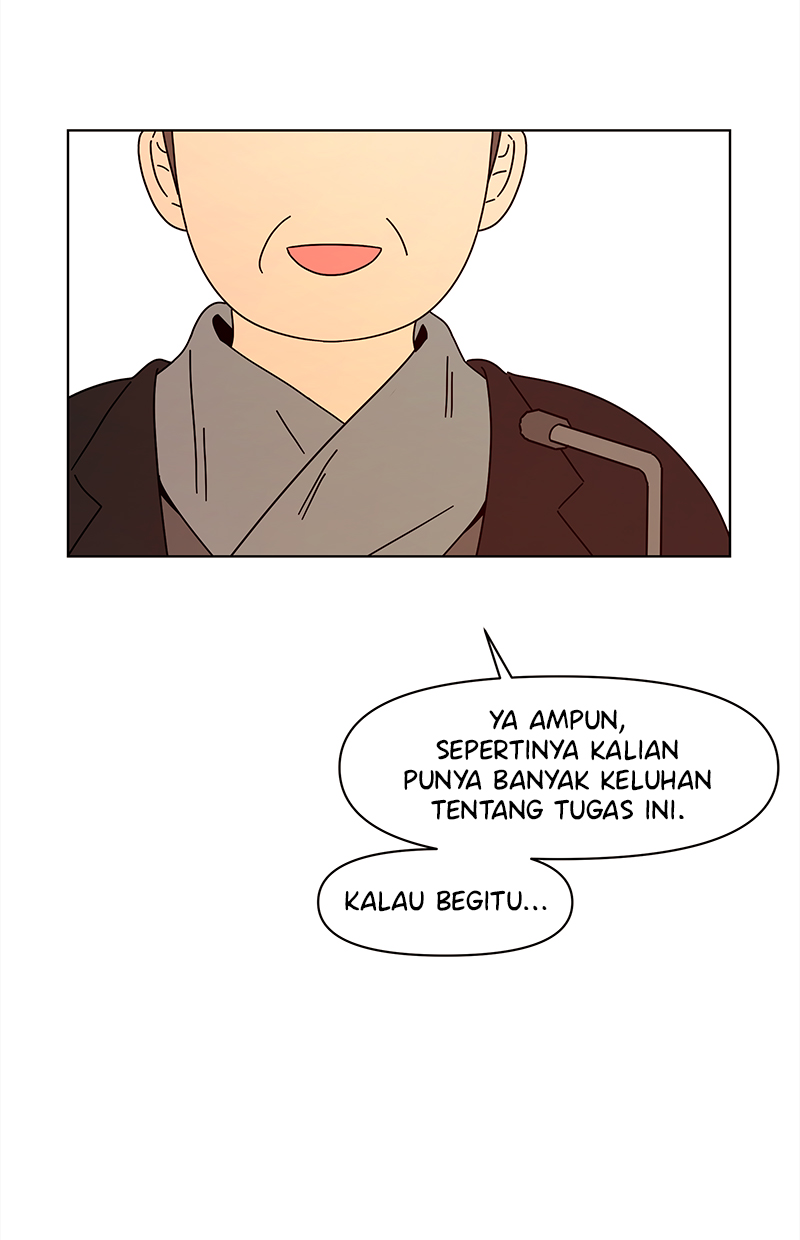 YA AMPUN,
SEPERTINYA KALIAN
PUNYA BANYAK KELUHAN
TENTANG TUGAS INI.
KALAU BEGITU...